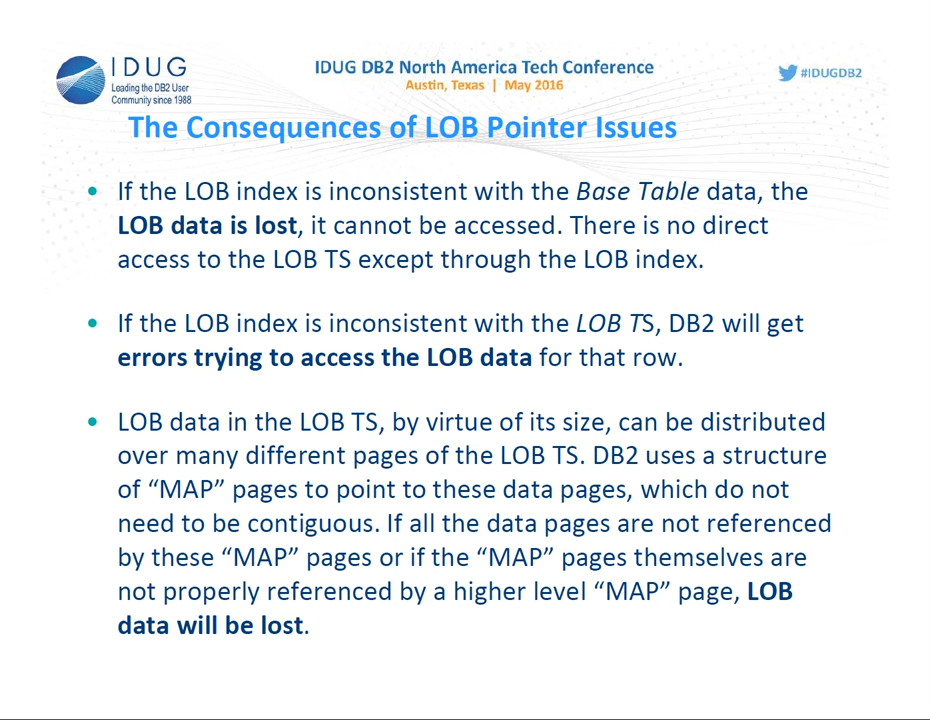 IDUG
Leading the DB2 User
Community since 1988
IDUG DB2 North America Tech Conference
Austin, Texas | May 2016
#IDUGDB2
The Consequences of LOB Pointer Issues
• If the LOB index is inconsistent with the Base Table data, the
LOB data is lost, it cannot be accessed. There is no direct
access to the LOB TS except through the LOB index.
• If the LOB index is inconsistent with the LOB TS, DB2 will get
errors trying to access the LOB data for that row.
• LOB data in the LOB TS, by virtue of its size, can be distributed
over many different pages of the LOB TS. DB2 uses a structure
of “MAP” pages to point to these data pages, which do not
need to be contiguous. If all the data pages are not referenced
by these “MAP” pages or if the “MAP” pages themselves are
not properly referenced by a higher level “MAP” page, LOB
data will be lost.